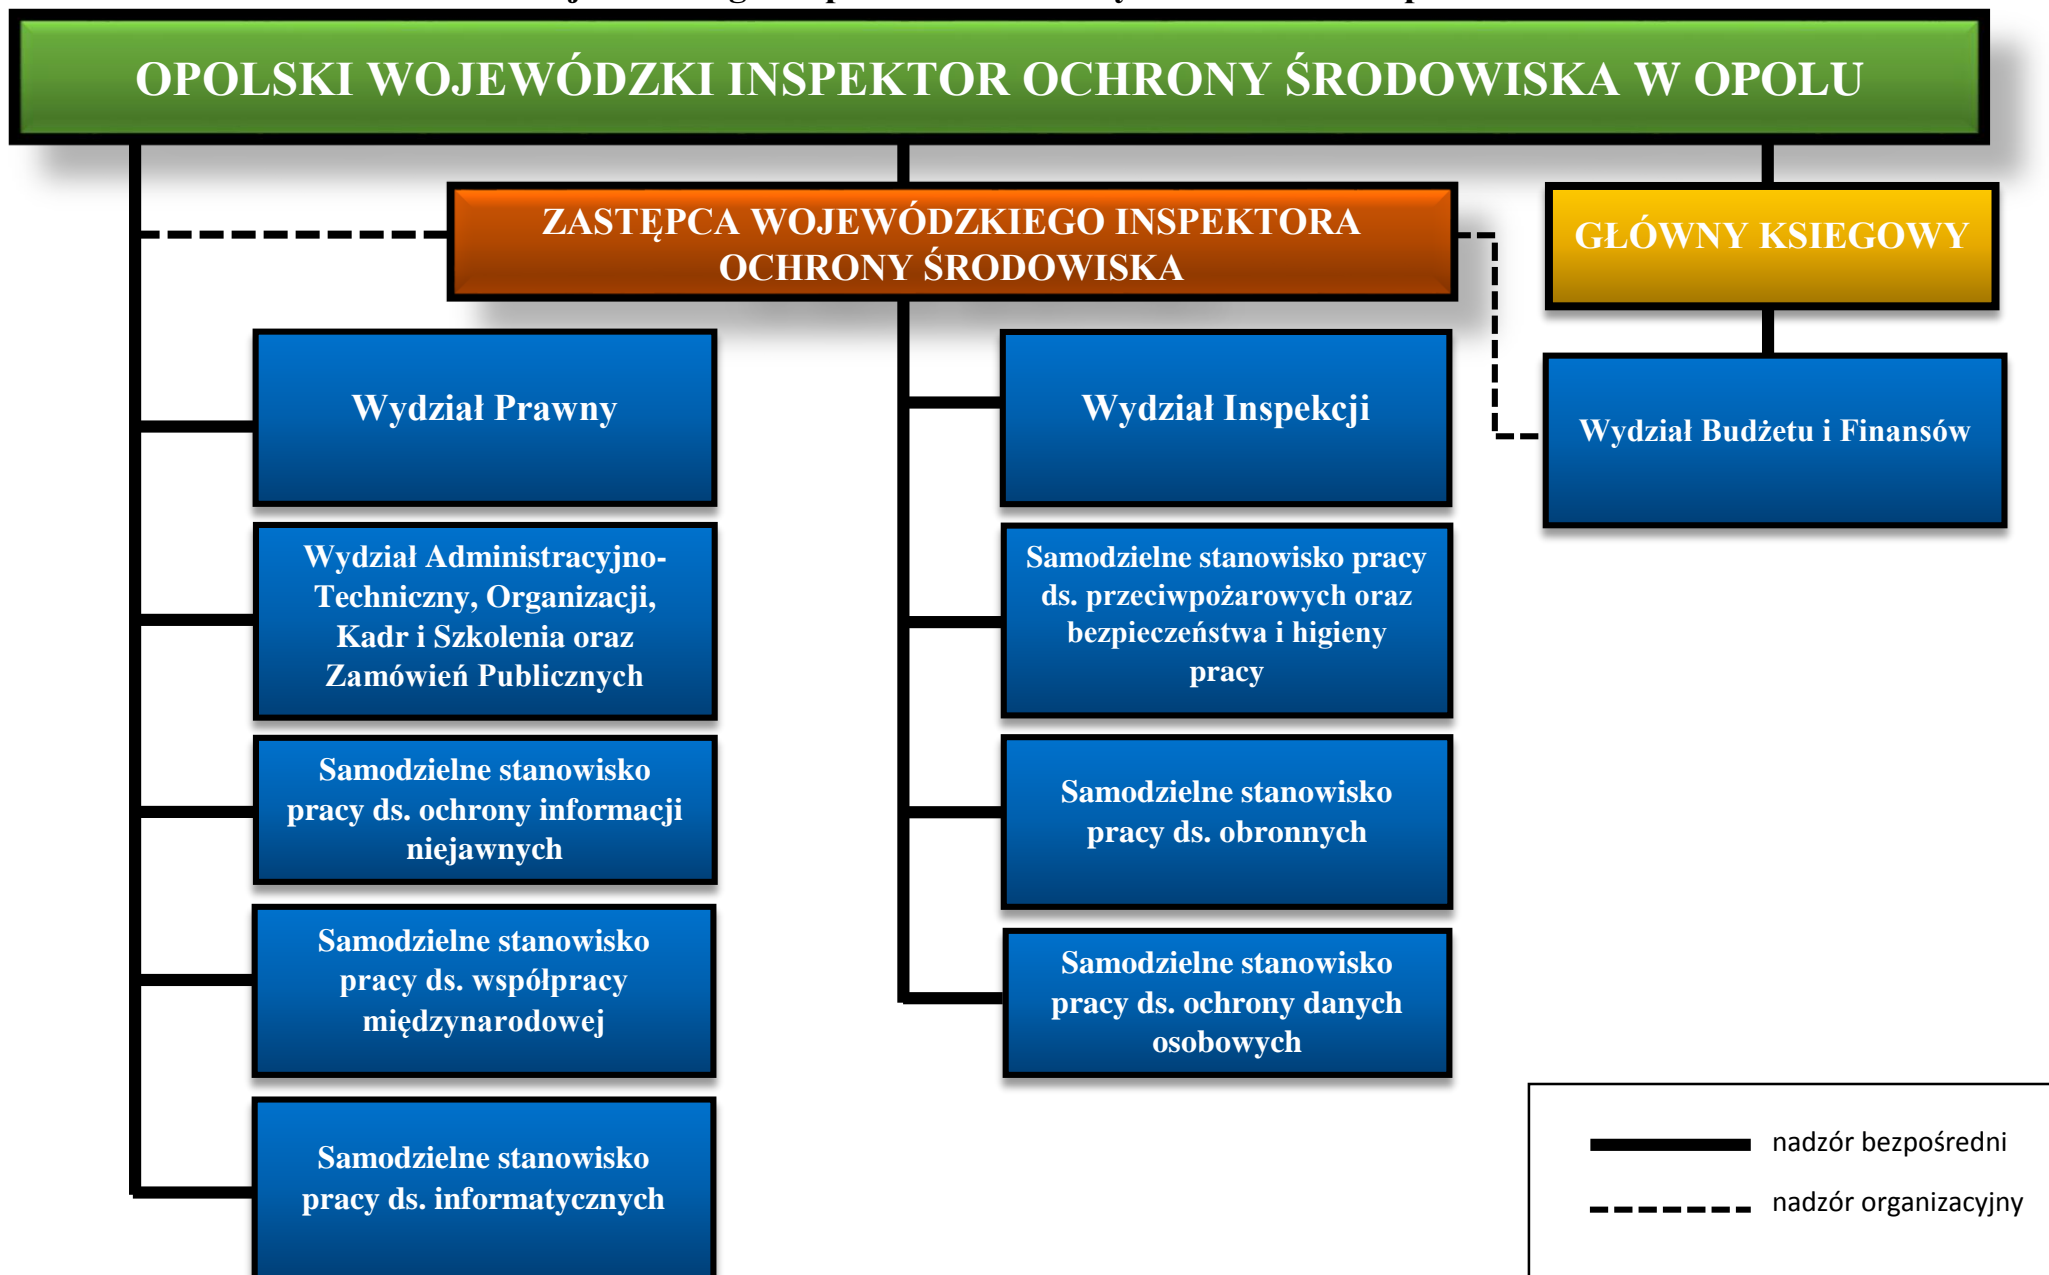 OPOLSKI WOJEWÓDZKI INSPEKTOR OCHRONY ŚRODOWISKA W OPOLU
ZASTĘPCA WOJEWÓDZKIEGO INSPEKTORA
OCHRONY ŚRODOWISKA
GŁÓWNY KSIEGOWY
Wydział Prawny
Wydział Inspekcji
Wydział Budżetu i Finansów
Wydział Administracyjno-
Techniczny, Organizacji,
Kadr i Szkolenia oraz
Zamówień Publicznych
Samodzielne stanowisko pracy
ds. przeciwpożarowych oraz
bezpieczeństwa i higieny
pracy
Samodzielne stanowisko
pracy ds. ochrony informacji
niejawnych
Samodzielne stanowisko
pracy ds. obronnych
Samodzielne stanowisko
pracy ds. współpracy
międzynarodowej
Samodzielne stanowisko
pracy ds. ochrony danych
osobowych
Samodzielne stanowisko
pracy ds. informatycznych
nadzór bezpośredni
nadzór organizacyjny